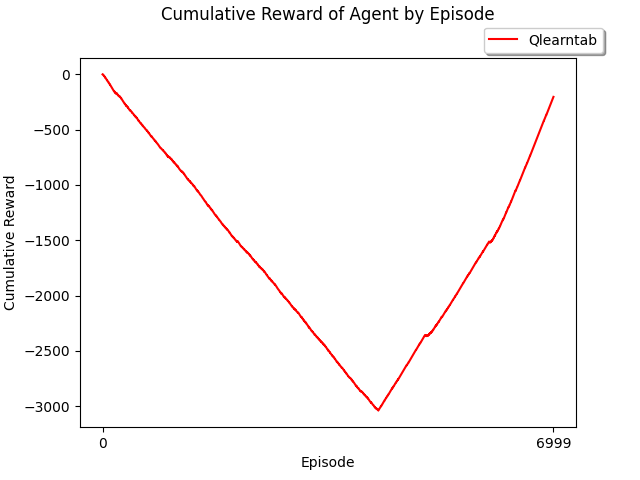 Cumulative Reward of Agent by Episode
Qlearntab
0
−500
−1000
−1500
−2000
−2500
−3000
Cumulative Reward
0
6999
Episode